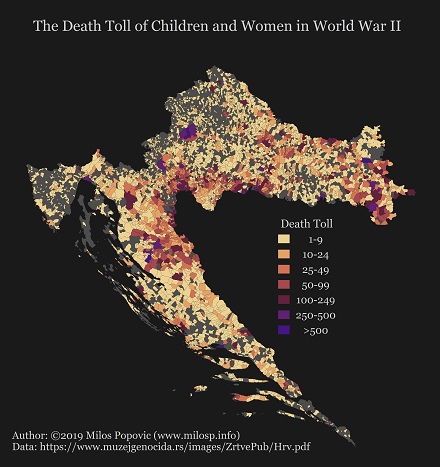 The Death Toll of Children and Women in World War II
Death Toll
1-9
10-24
25-49
50-99
100-249
250-500
>500
Author: ©2019 Milos Popovic (www.milosp.info)
Data: https://www.muzejgenocida.rs/images/ZrtvePub/Hrv.pdf